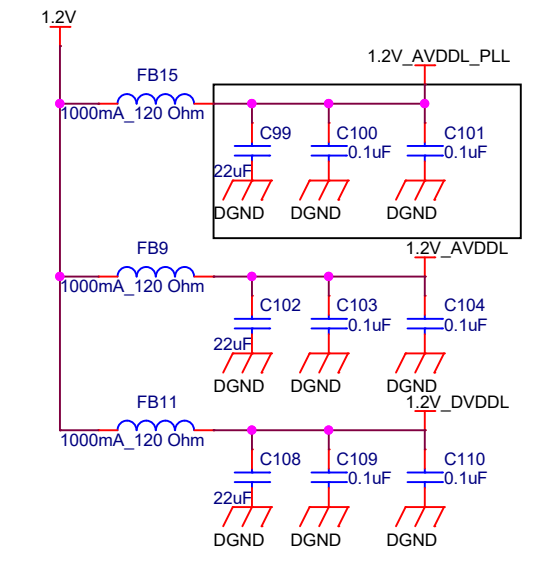 1.2V
FB15
1.2V_AVDDL_PLL
1000mA_120 Ohm
C99
C100
C101
22uF
0.1uF
0.1uF
DGND
DGND
DGND
1.2V_AVDDL
FB9
1000mA_120 Ohm
C102
C103
C104
22uF
0.1uF
0.1uF
DGND
DGND
DGND
1.2V_DVDDL
FB11
1000mA_120 Ohm
C108
C109
C110
22uF
0.1uF
0.1uF
DGND
DGND
DGND